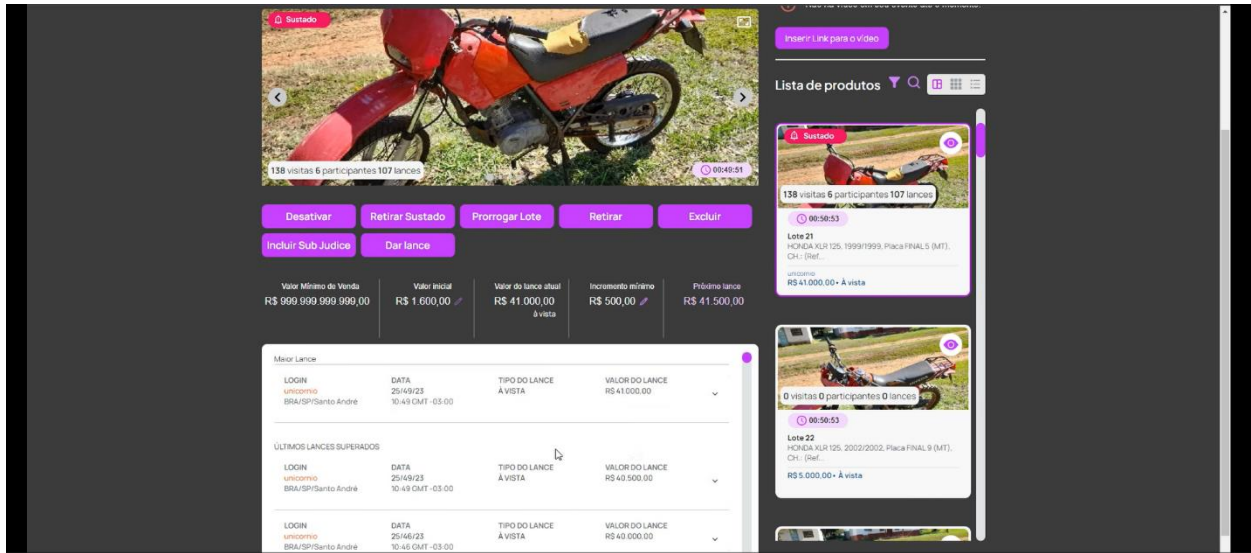 Sustado
138 visitas 6 participantes 107 lances
00:49:51
Desativar
Retirar Sustado
Prorrogar Lote
Retirar
Excluir
Incluir Sub Judice
Dar lance
Valor Mínimo de Venda
R$ 999.999.999.999,00
Valor inicial
R$ 1.600,00
Valor do lance atual
R$ 41.000,00
à vista
Incremento mínimo
R$ 500,00
Próximo lance
R$ 41.500,00
Maior Lance
LOGIN DATA TIPO DO LANCE VALOR DO LANCE
unicornio 25/49/23 À VISTA R$ 41.000,00
BRA/SP/Santo André 10:49 GMT -03:00
ÚLTIMOS LANCES SUPERADOS
LOGIN DATA TIPO DO LANCE VALOR DO LANCE
unicornio 25/49/23 À VISTA R$ 40.500,00
BRA/SP/Santo André 10:49 GMT -03:00
LOGIN DATA TIPO DO LANCE VALOR DO LANCE
unicornio 25/46/23 À VISTA R$ 40.000,00
BRA/SP/Santo André 10:46 GMT -03:00
Inserir Link para o vídeo
Lista de produtos
Sustado
138 visitas 6 participantes 107 lances
00:50:53
Lote 21
HONDA XLR 125, 1999/1999, Placa FINAL 5 (MT),
CH.: (Ref...
unicornio
R$ 41.000,00 • À vista
0 visitas 0 participantes 0 lances
00:50:53
Lote 22
HONDA XLR 125, 2002/2002, Placa FINAL 9 (MT),
CH.: (Ref...
R$ 5.000,00 • À vista